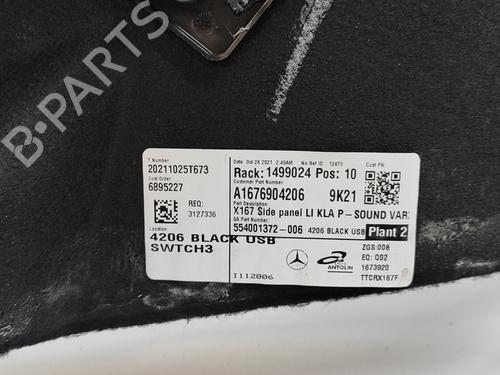 B-PARTS
T Number:
20211025T673
Cust Order:
6895227
REQ:
3127336
Location:
4206 BLACK USB
SWTCH3
Date: Oct 26 2021 2:49AM No Ref ID: 12673 Cust PN:
Rack: 1499024 Pos: 10
Customer Part Number:
A1676904206 9K21
Part Description:
X167 Side panel LI KLA P-SOUND VAR
GA Part Number:
554001372-006 4206 BLACK USB Plant 2
ZGS:008
EQ: Q02
1673920
TTCRX167F
ANTOLIN
I112006